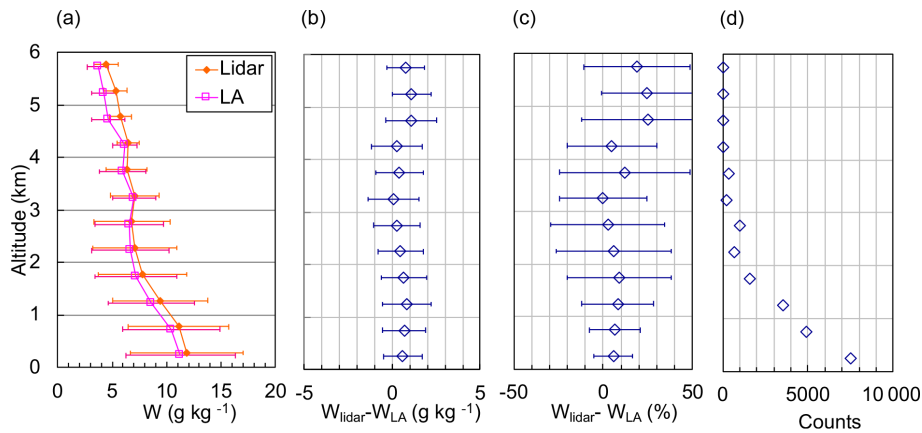 (a) (b) (c) (d)
6
5
4
3
2
1
0
Altitude (km)
Lidar
LA
0 5 10 15 20 -5 0 5 -50 0 50 0 5000 10 000
W (g kg -1) Wlidar-WLA (g kg -1) Wlidar- WLA (%) Counts